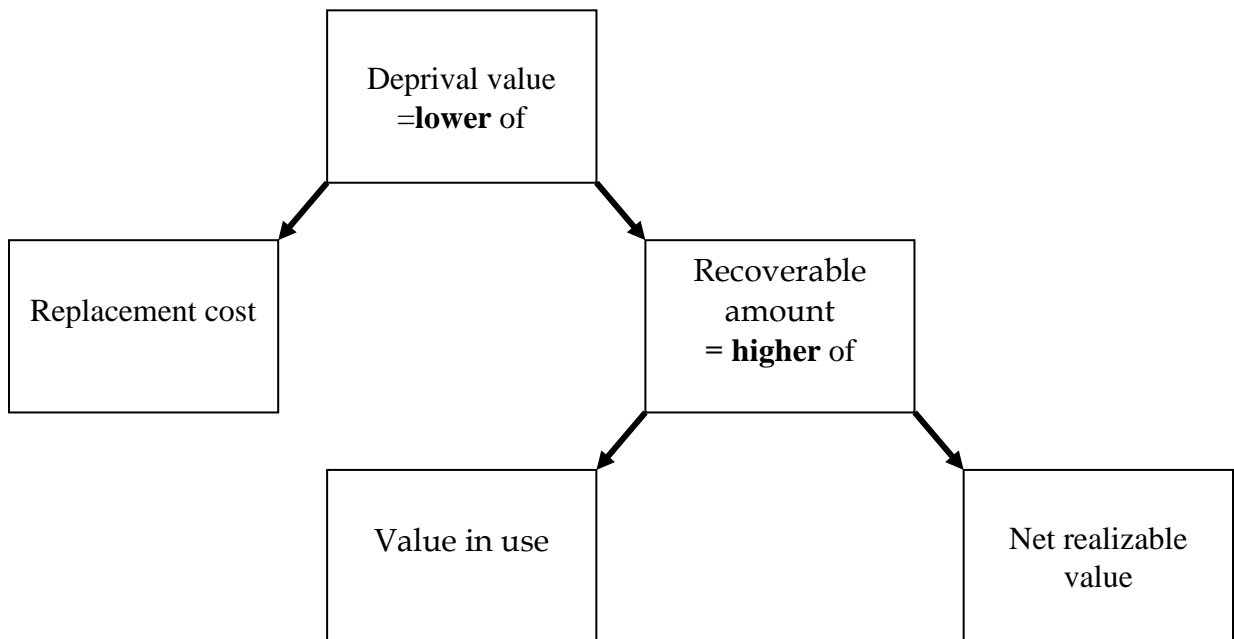 Deprival value
=lower of
Replacement cost
Recoverable
amount
= higher of
Value in use
Net realizable
value